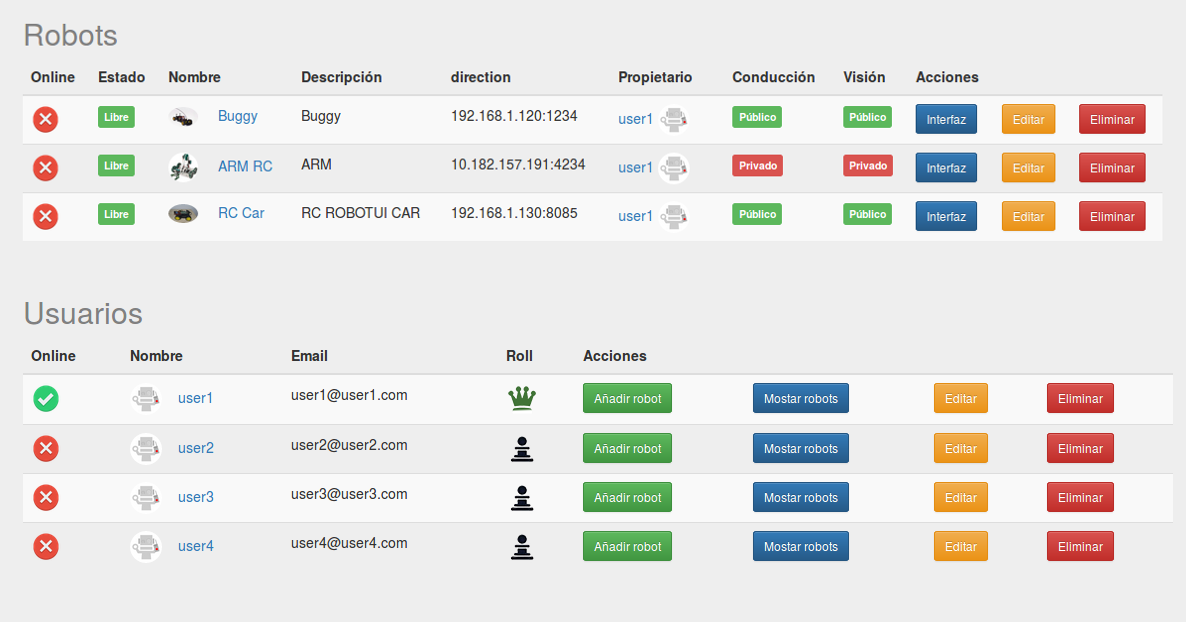 Robots
Online Estado Nombre Descripción direction Propietario Conducción Visión Acciones
Libre Buggy Buggy 192.168.1.120:1234 user1 Público Público Interfaz Editar Eliminar
Libre ARM RC ARM 10.182.157.191:4234 user1 Privado Privado Interfaz Editar Eliminar
Libre RC Car RC ROBOTUI CAR 192.168.1.130:8085 user1 Público Público Interfaz Editar Eliminar
Usuarios
Online Nombre Email Roll Acciones
user1 user1@user1.com Añadir robot Mostar robots Editar Eliminar
user2 user2@user2.com Añadir robot Mostar robots Editar Eliminar
user3 user3@user3.com Añadir robot Mostar robots Editar Eliminar
user4 user4@user4.com Añadir robot Mostar robots Editar Eliminar